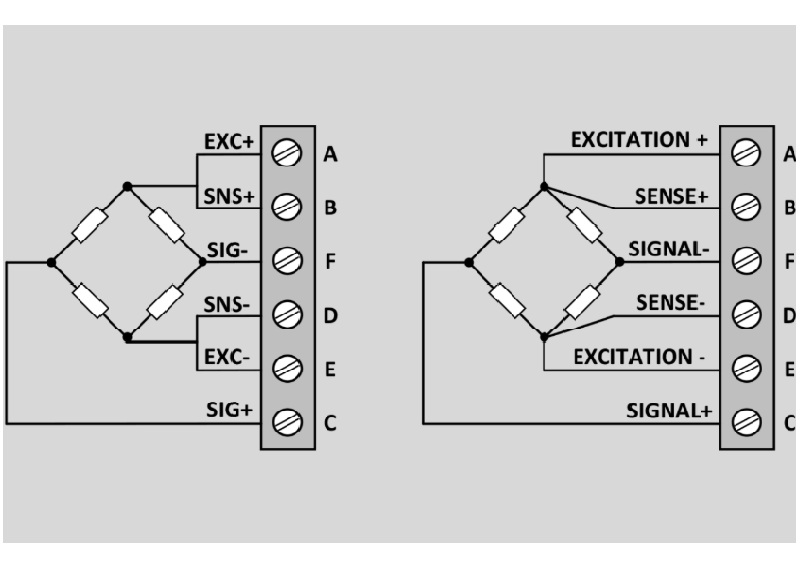 EXC+ A
SNS+ B
SIG- F
SNS- D
EXC- E
SIG+ C
EXCITATION + A
SENSE+ B
SIGNAL- F
SENSE- D
EXCITATION - E
SIGNAL+ C